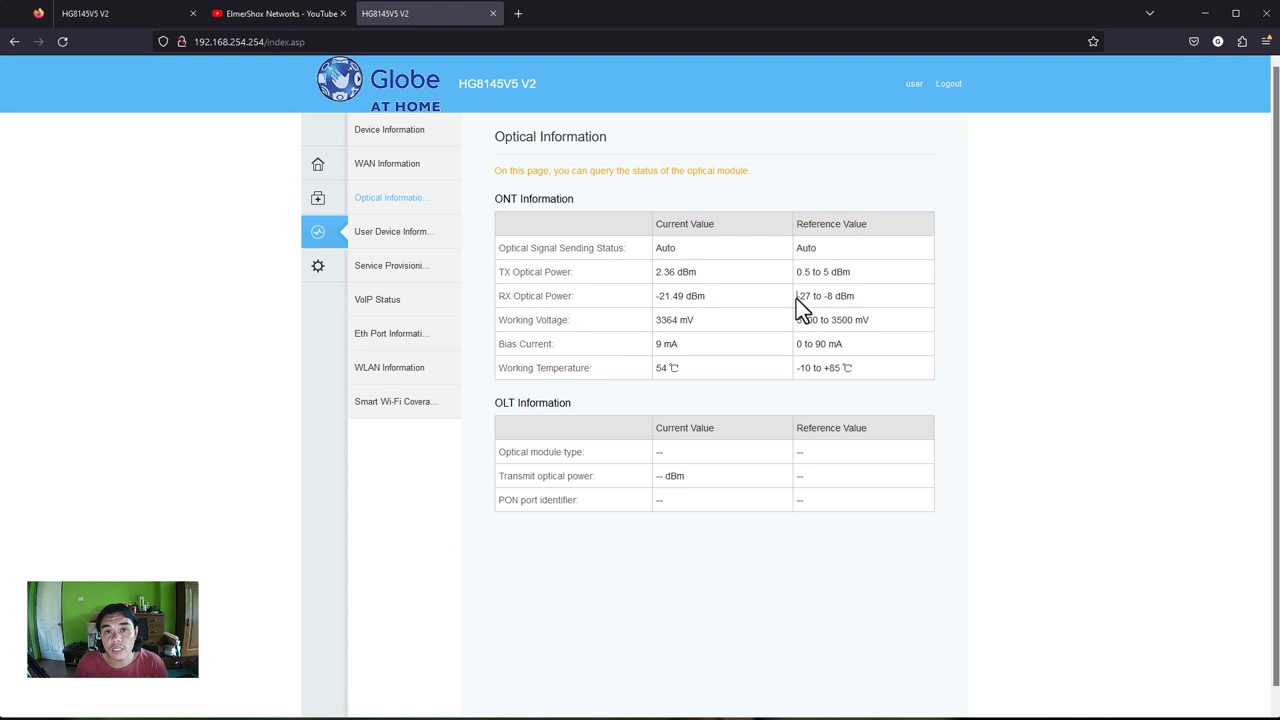 HG8145V5 V2
ElmerShox Networks - YouTube
HG8145V5 V2
192.168.254.254/index.asp
Globe
AT HOME
HG8145V5 V2
user
Logout
Device Information
WAN Information
Optical Informatio...
User Device Inform...
Service Provisioni...
VoIP Status
Eth Port Informati...
WLAN Information
Smart Wi-Fi Covera...
Optical Information
On this page, you can query the status of the optical module.
ONT Information
Current Value Reference Value
Optical Signal Sending Status: Auto Auto
TX Optical Power: 2.36 dBm 0.5 to 5 dBm
RX Optical Power: -21.49 dBm -27 to -8 dBm
Working Voltage: 3364 mV to 3500 mV
Bias Current: 9 mA 0 to 90 mA
Working Temperature: 54 ℃ -10 to +85 ℃
OLT Information
Current Value Reference Value
Optical module type: -- --
Transmit optical power: -- dBm --
PON port identifier: -- --